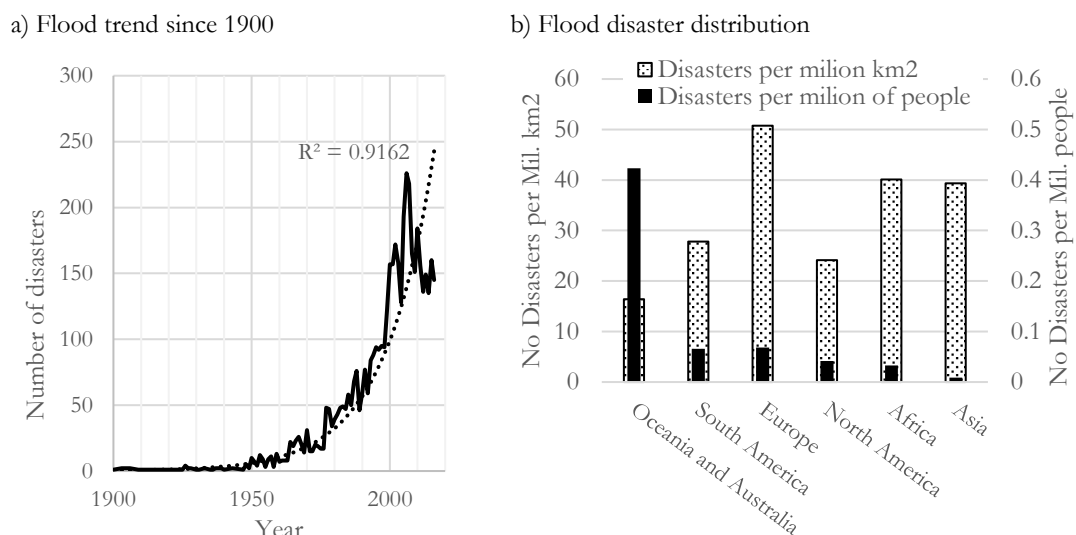 a) Flood trend since 1900
300
250
200
150
100
50
0
1900
1950
2000
Number of disasters
Year
R² = 0.9162
b) Flood disaster distribution
Disasters per milion km2
Disasters per milion of people
60
50
40
30
20
10
0
No Disasters per Mil. km2
0.6
0.5
0.4
0.3
0.2
0.1
0
No Disasters per Mil. people
Oceania and Australia
South America
Europe
North America
Africa
Asia